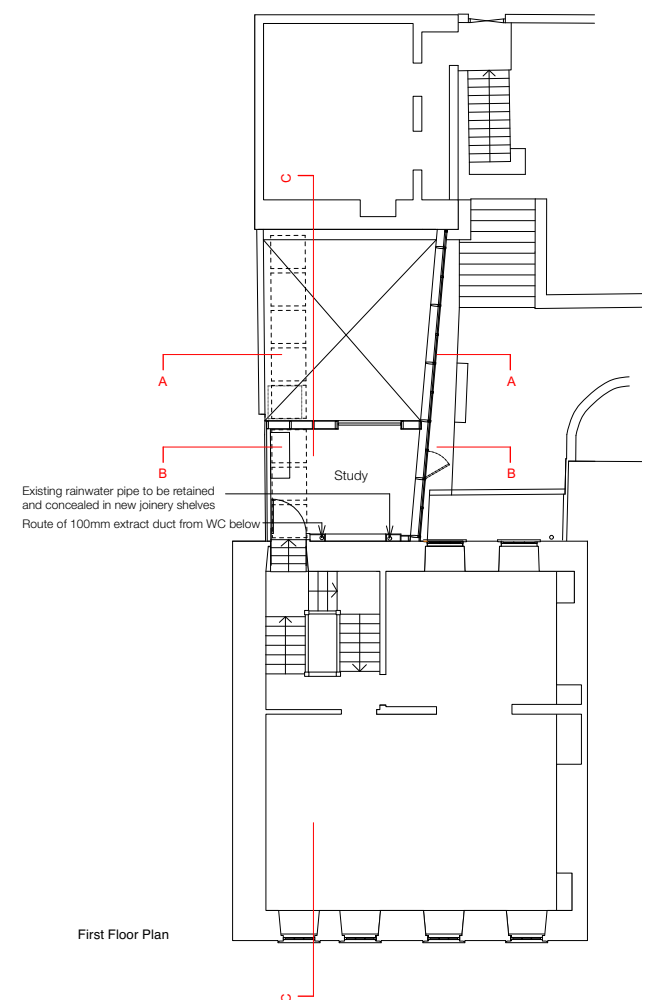 C
A
A
B
B
Study
Existing rainwater pipe to be retained
and concealed in new joinery shelves
Route of 100mm extract duct from WC below
First Floor Plan
C